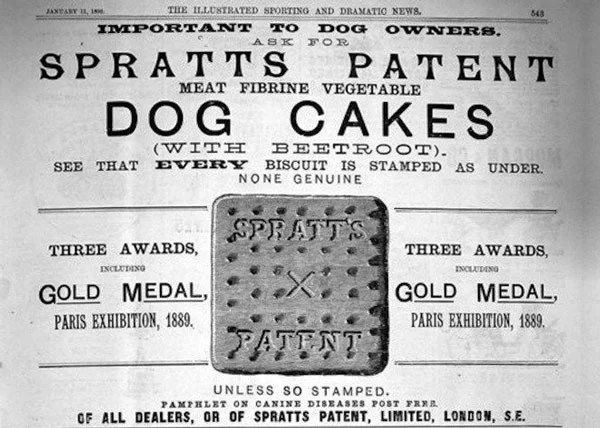 JANUARY 11, 1890. THE ILLUSTRATED SPORTING AND DRAMATIC NEWS. 543
IMPORTANT TO DOG OWNERS.
ASK FOR
SPRATTS PATENT
MEAT FIBRINE VEGETABLE
DOG CAKES
(WITH BEETROOT).
SEE THAT EVERY BISCUIT IS STAMPED AS UNDER.
NONE GENUINE
THREE AWARDS,
INCLUDING
GOLD MEDAL,
PARIS EXHIBITION, 1889.
SPRATT'S
X
PATENT
THREE AWARDS,
INCLUDING
GOLD MEDAL,
PARIS EXHIBITION, 1889.
UNLESS SO STAMPED.
PAMPHLET ON CANINE DISEASES POST FREE.
OF ALL DEALERS, OR OF SPRATTS PATENT, LIMITED, LONDON, S.E.